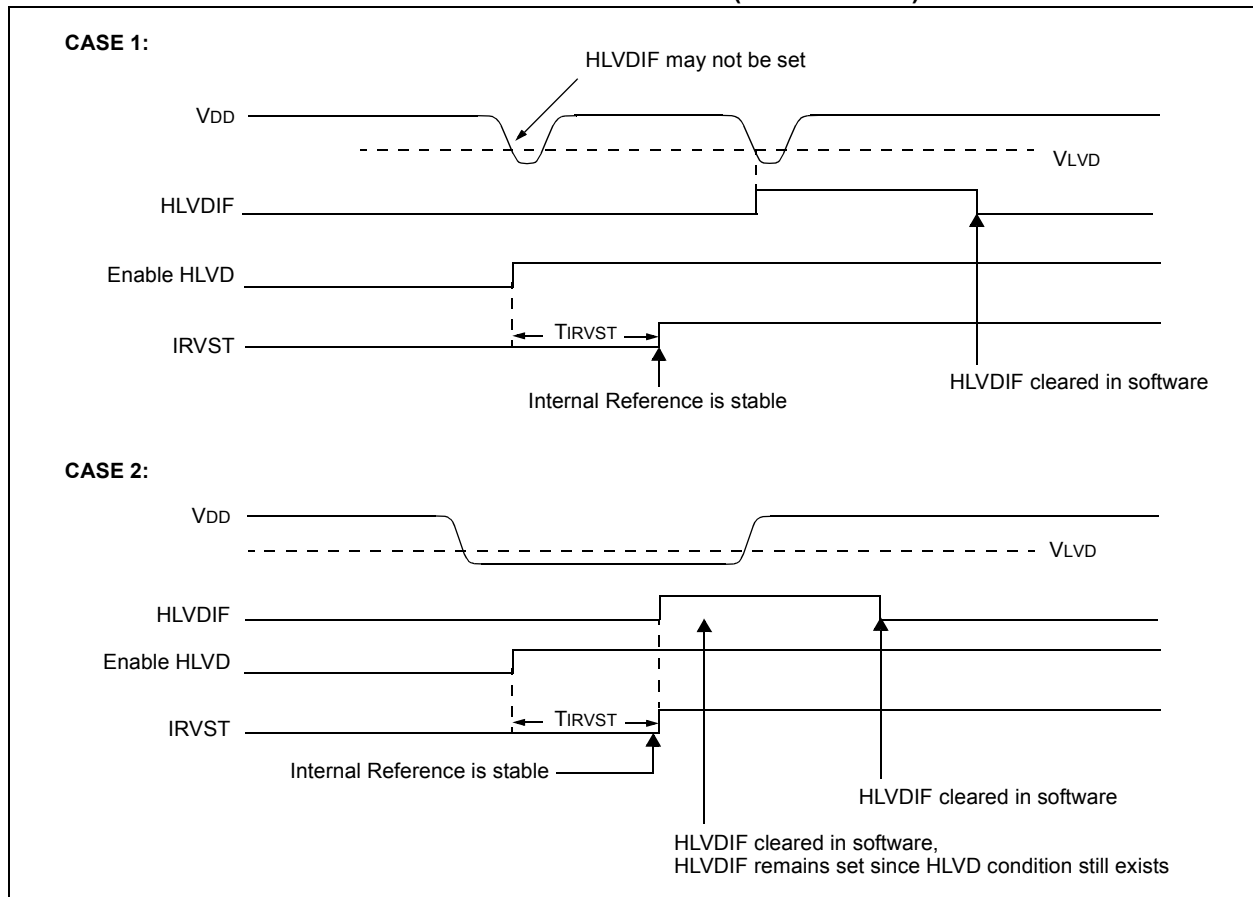 CASE 1:
HLVDIF may not be set
VDD
VLVD
HLVDIF
Enable HLVD
TIRVST
IRVST
HLVDIF cleared in software
Internal Reference is stable
CASE 2:
VDD
VLVD
HLVDIF
Enable HLVD
TIRVST
IRVST
Internal Reference is stable
HLVDIF cleared in software
HLVDIF cleared in software,
HLVDIF remains set since HLVD condition still exists